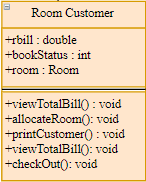 Room Customer
+rbill : double
+bookStatus : int
+room : Room
+viewTotalBill() : void
+allocateRoom(): void
+printCustomer() : void
+viewTotalBill() : void
+checkOut(): void